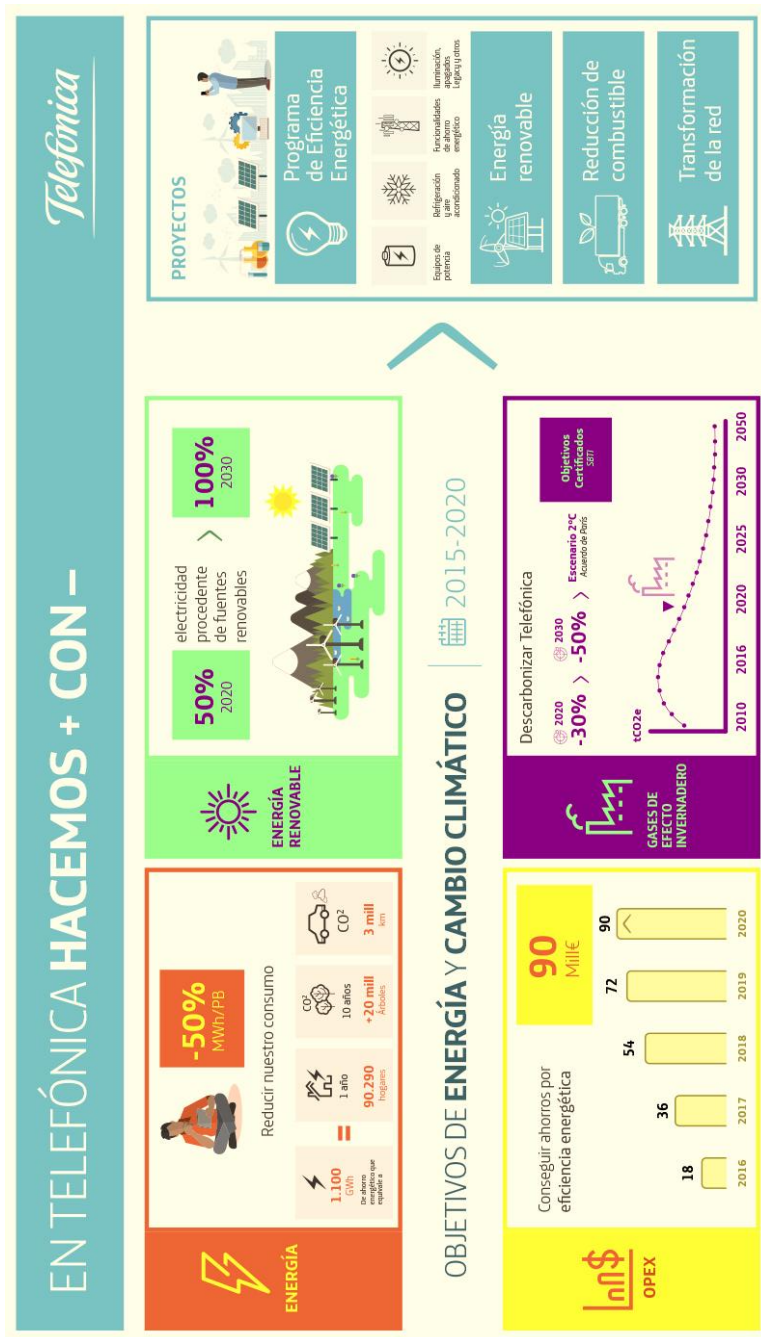 EN TELEFÓNICA HACEMOS + CON –
Telefónica
ENERGÍA
-50%
MWh/PB
Reducir nuestro consumo
1.100
GWh
De ahorro
energético que
equivale a
=
1 año
90.290
hogares
CO²
10 años
+20 mill
Árboles
CO²
3 mill
km
ENERGÍA
RENOVABLE
50%
2020
electricidad
procedente
de fuentes
renovables
>
100%
2030
OBJETIVOS DE ENERGÍA Y CAMBIO CLIMÁTICO
2015-2020
OPEX
Conseguir ahorros por
eficiencia energética
90
Mill€
18
36
54
72
90
2016
2017
2018
2019
2020
GASES DE
EFECTO
INVERNADERO
Descarbonizar Telefónica
2020
-30%
>
2030
-50%
>
Escenario 2ºC
Acuerdo de París
Objetivos
Certificados
SBTI
tCO2e
2010
2016
2020
2025
2030
2050
PROYECTOS
Programa
de Eficiencia
Energética
Equipos de
potencia
Refrigeración
y aire
acondicionado
Funcionalidades
de ahorro
energético
Iluminación,
apagados
Legacy y otros
Energía
renovable
Reducción de
combustible
Transformación
de la red